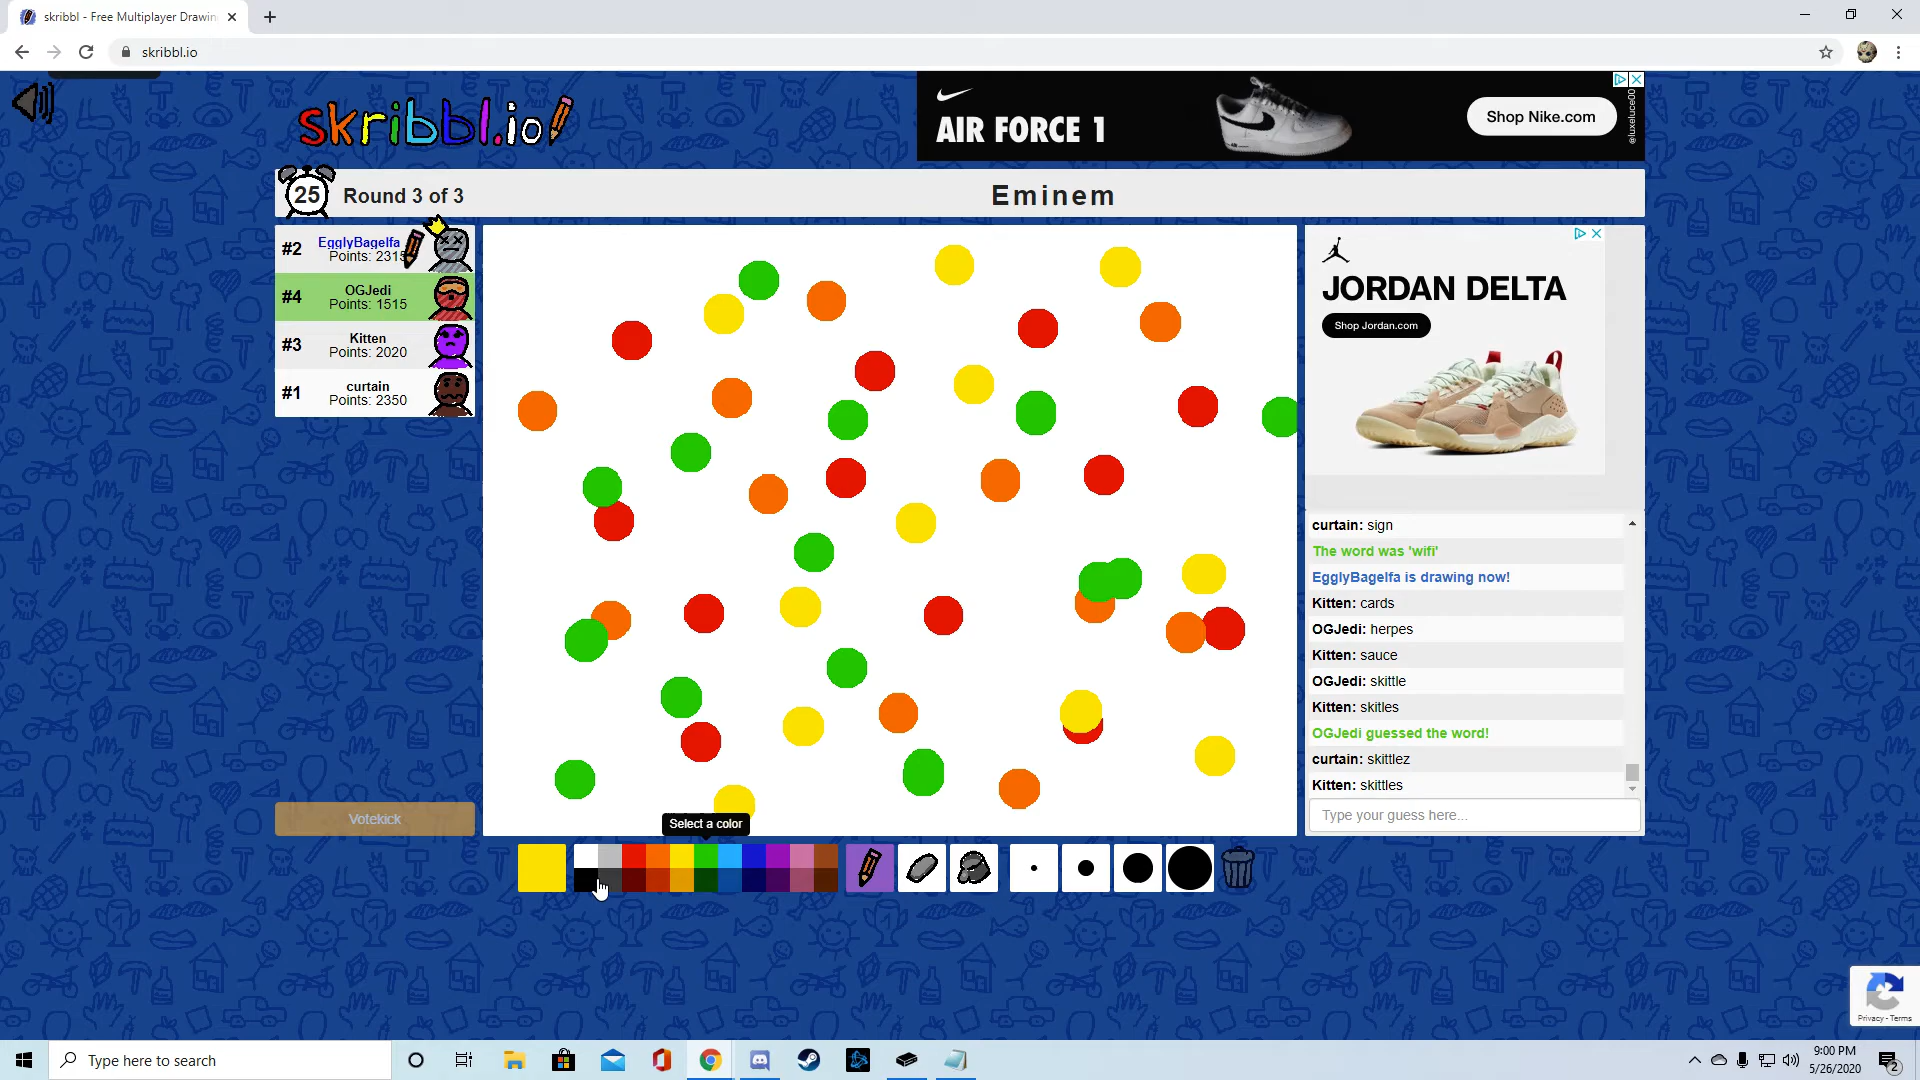 skribbl - Free Multiplayer Drawin
skribbl.io
skribbl.io
AIR FORCE 1
Shop Nike.com
@luxeluce00
25
Round 3 of 3
Eminem
#2
EgglyBagelfa
Points: 2315
#4
OGJedi
Points: 1515
#3
Kitten
Points: 2020
#1
curtain
Points: 2350
Votekick
JORDAN DELTA
Shop Jordan.com
curtain: sign
The word was 'wifi'
EgglyBagelfa is drawing now!
Kitten: cards
OGJedi: herpes
Kitten: sauce
OGJedi: skittle
Kitten: skitles
OGJedi guessed the word!
curtain: skittlez
Kitten: skittles
Type your guess here...
Select a color
Privacy - Terms
Type here to search
9:00 PM
5/26/2020
2